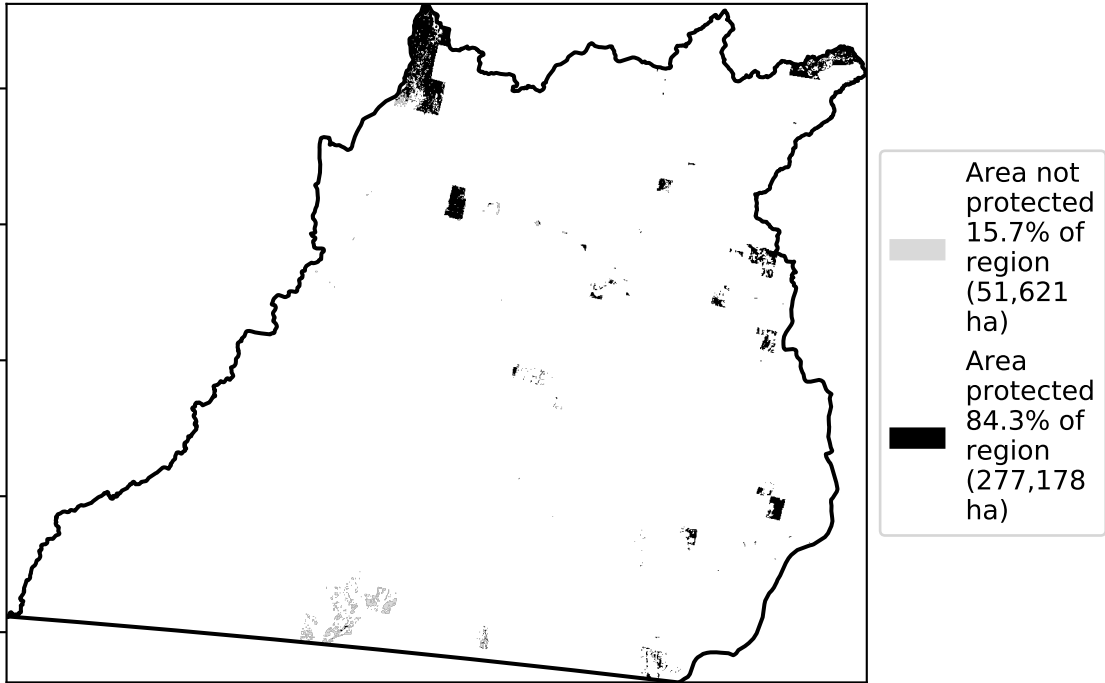 Area not
protected
15.7% of
region
(51,621
ha)
Area
protected
84.3% of
region
(277,178
ha)